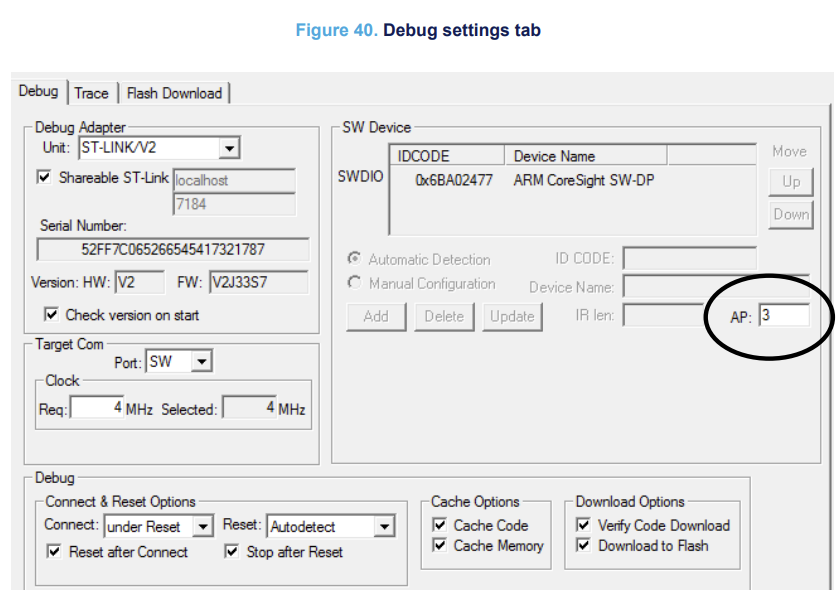 Figure 40. Debug settings tab
Debug Trace Flash Download
Debug Adapter
Unit: ST-LINK/V2
Shareable ST-Link localhost
7184
Serial Number:
52FF7C065266545417321787
Version: HW: V2 FW: V2J33S7
Check version on start
SW Device
IDCODE Device Name
SWDIO 0x6BA02477 ARM CoreSight SW-DP
Move
Up
Down
Automatic Detection ID CODE:
Manual Configuration Device Name:
Add Delete Update IR len: AP: 3
Target Com
Port: SW
Clock
Req: 4 MHz Selected: 4 MHz
Debug
Connect & Reset Options
Connect: under Reset Reset: Autodetect
Reset after Connect Stop after Reset
Cache Options
Cache Code
Cache Memory
Download Options
Verify Code Download
Download to Flash